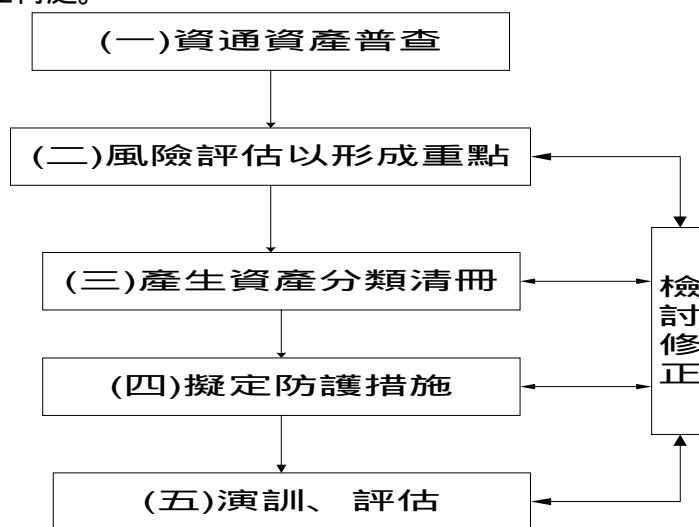 (一)資通資產普查
(二)風險評估以形成重點
(三)產生資產分類清冊
(四)擬定防護措施
(五)演訓、評估
檢討修正